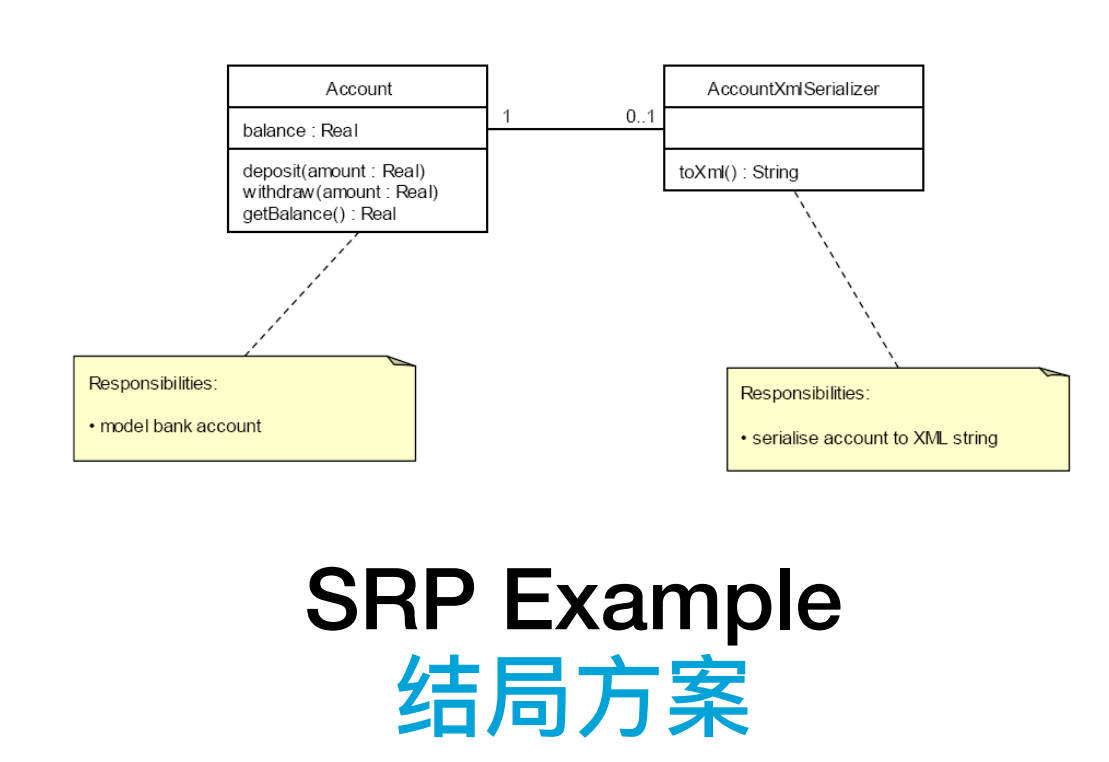 Account
balance : Real
deposit(amount : Real)
withdraw(amount : Real)
getBalance() : Real
1
0..1
AccountXmlSerializer
toXml() : String
Responsibilities:
• model bank account
Responsibilities:
• serialise account to XML string
SRP Example
结局方案